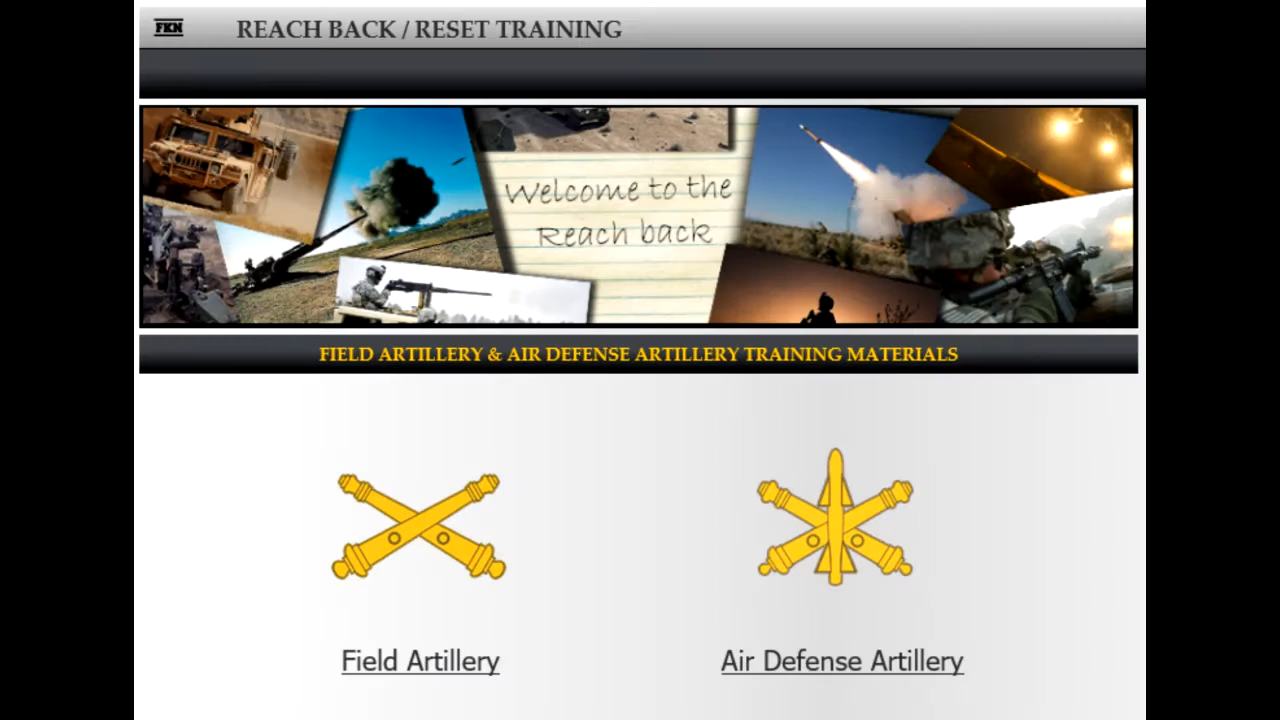 FKN
REACH BACK / RESET TRAINING
Welcome to the
Reach back
FIELD ARTILLERY & AIR DEFENSE ARTILLERY TRAINING MATERIALS
Field Artillery
Air Defense Artillery